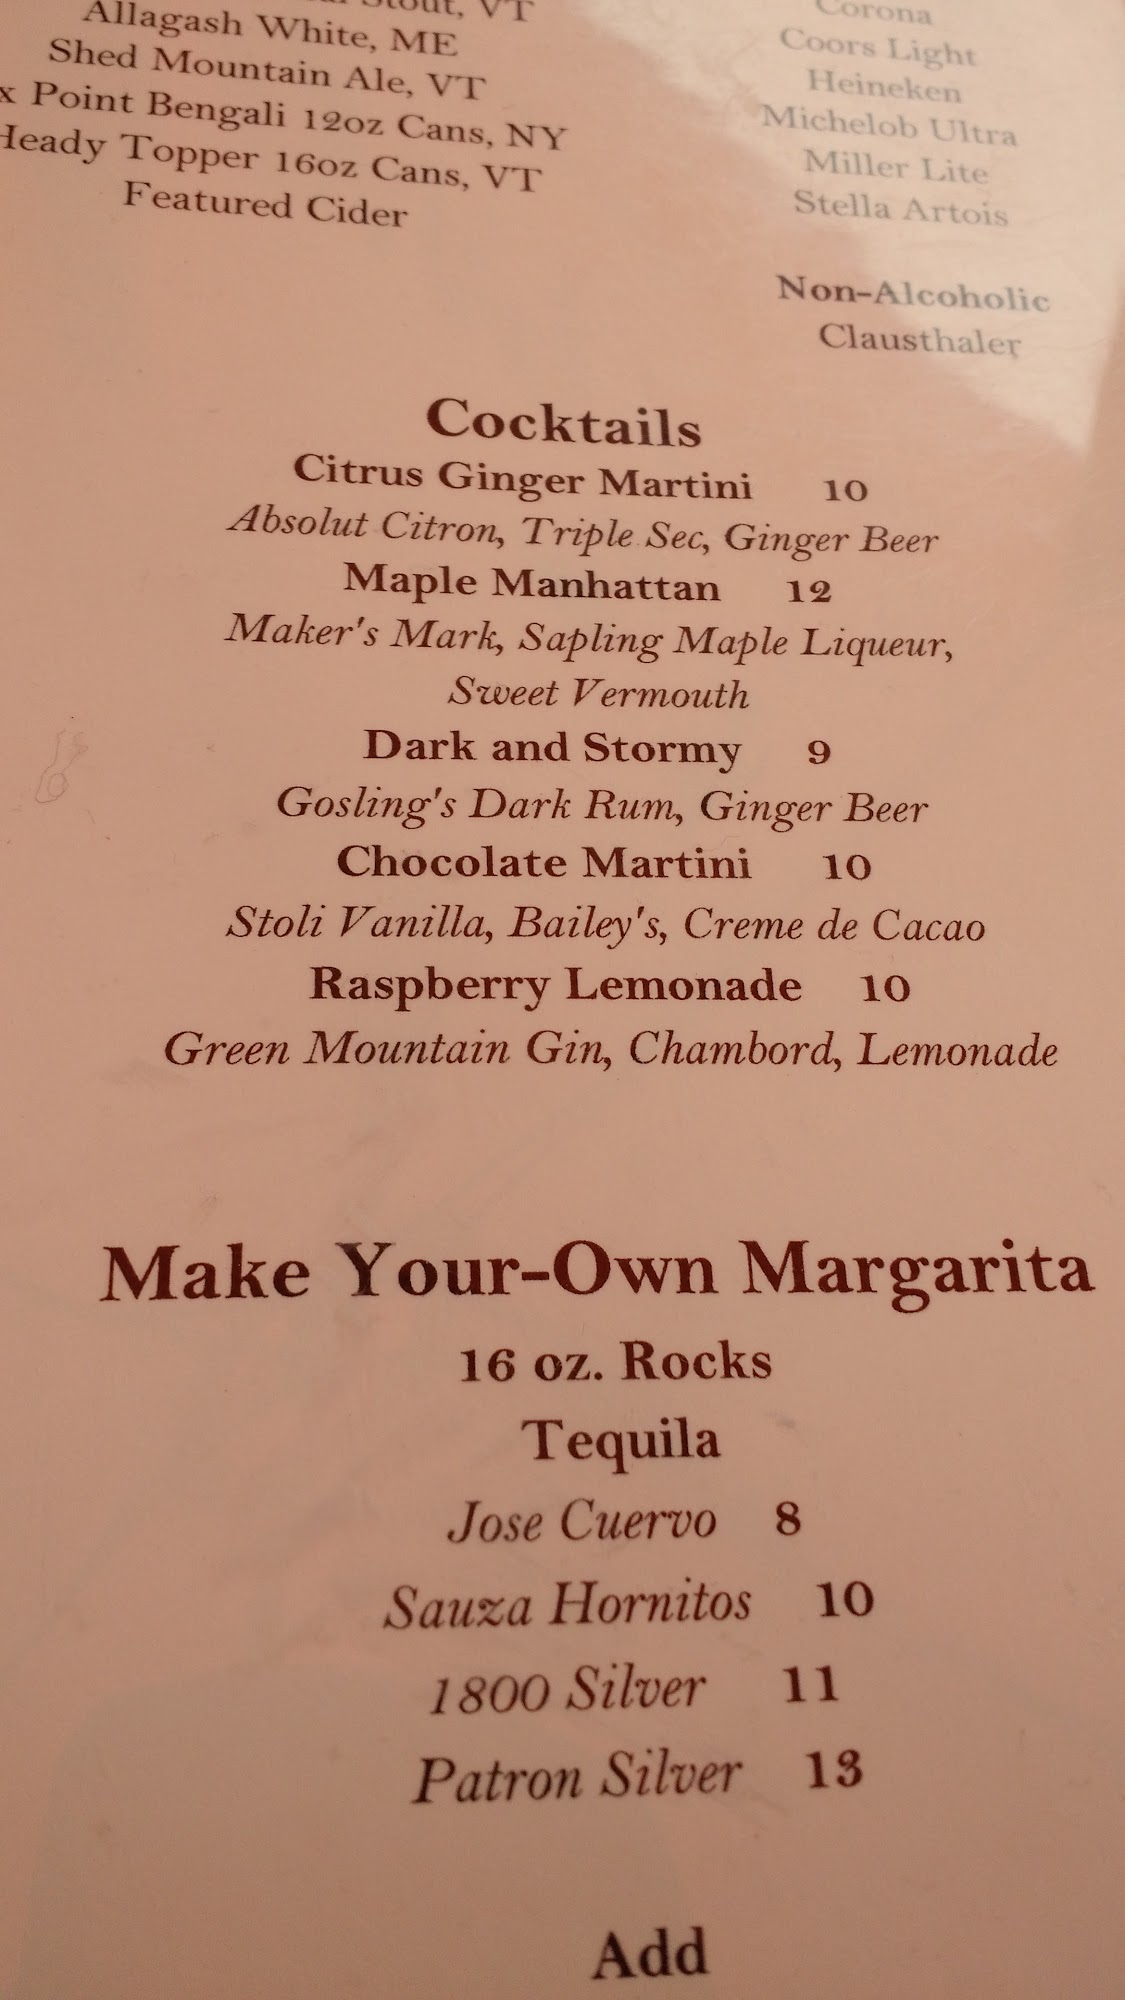 Stout, VT
Allagash White, ME
Shed Mountain Ale, VT
Point Bengali 12oz Cans, NY
Heady Topper 16oz Cans, VT
Featured Cider
Corona
Coors Light
Heineken
Michelob Ultra
Miller Lite
Stella Artois
Non-Alcoholic
Clausthaler
Cocktails
Citrus Ginger Martini 10
Absolut Citron, Triple Sec, Ginger Beer
Maple Manhattan 12
Maker's Mark, Sapling Maple Liqueur,
Sweet Vermouth
Dark and Stormy 9
Gosling's Dark Rum, Ginger Beer
Chocolate Martini 10
Stoli Vanilla, Bailey's, Creme de Cacao
Raspberry Lemonade 10
Green Mountain Gin, Chambord, Lemonade
Make Your-Own Margarita
16 oz. Rocks
Tequila
Jose Cuervo 8
Sauza Hornitos 10
1800 Silver 11
Patron Silver 13
Add